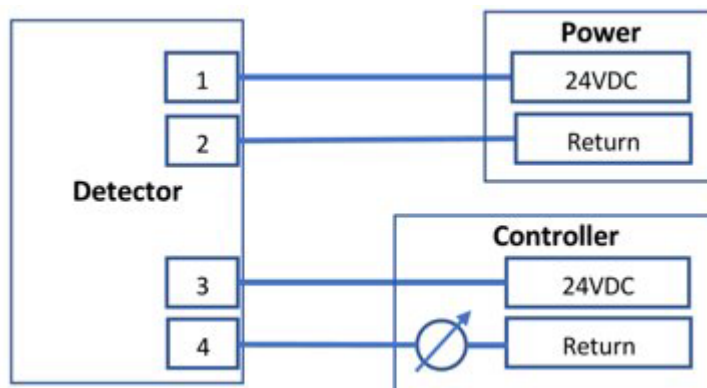 Power
1
24VDC
2
Return
Detector
Controller
3
24VDC
4
Return